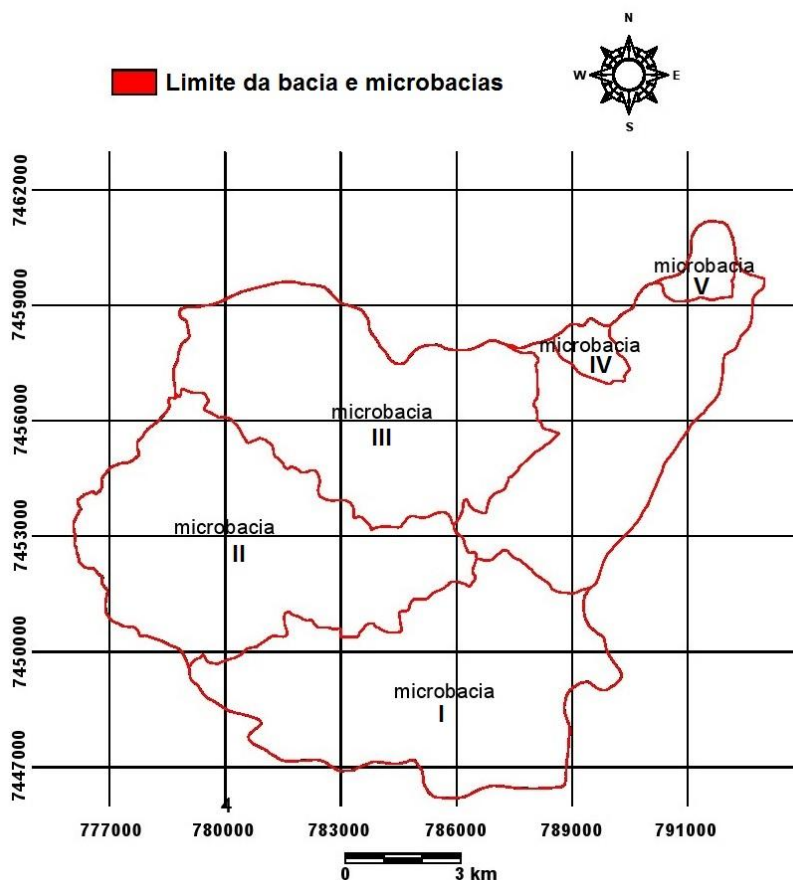 N
W E
S
Limite da bacia e microbacias
7462000
7459000
7456000
7453000
7450000
7447000
microbacia
V
microbacia
IV
microbacia
III
microbacia
II
microbacia
I
4
777000 780000 783000 786000 789000 791000
0 3 km